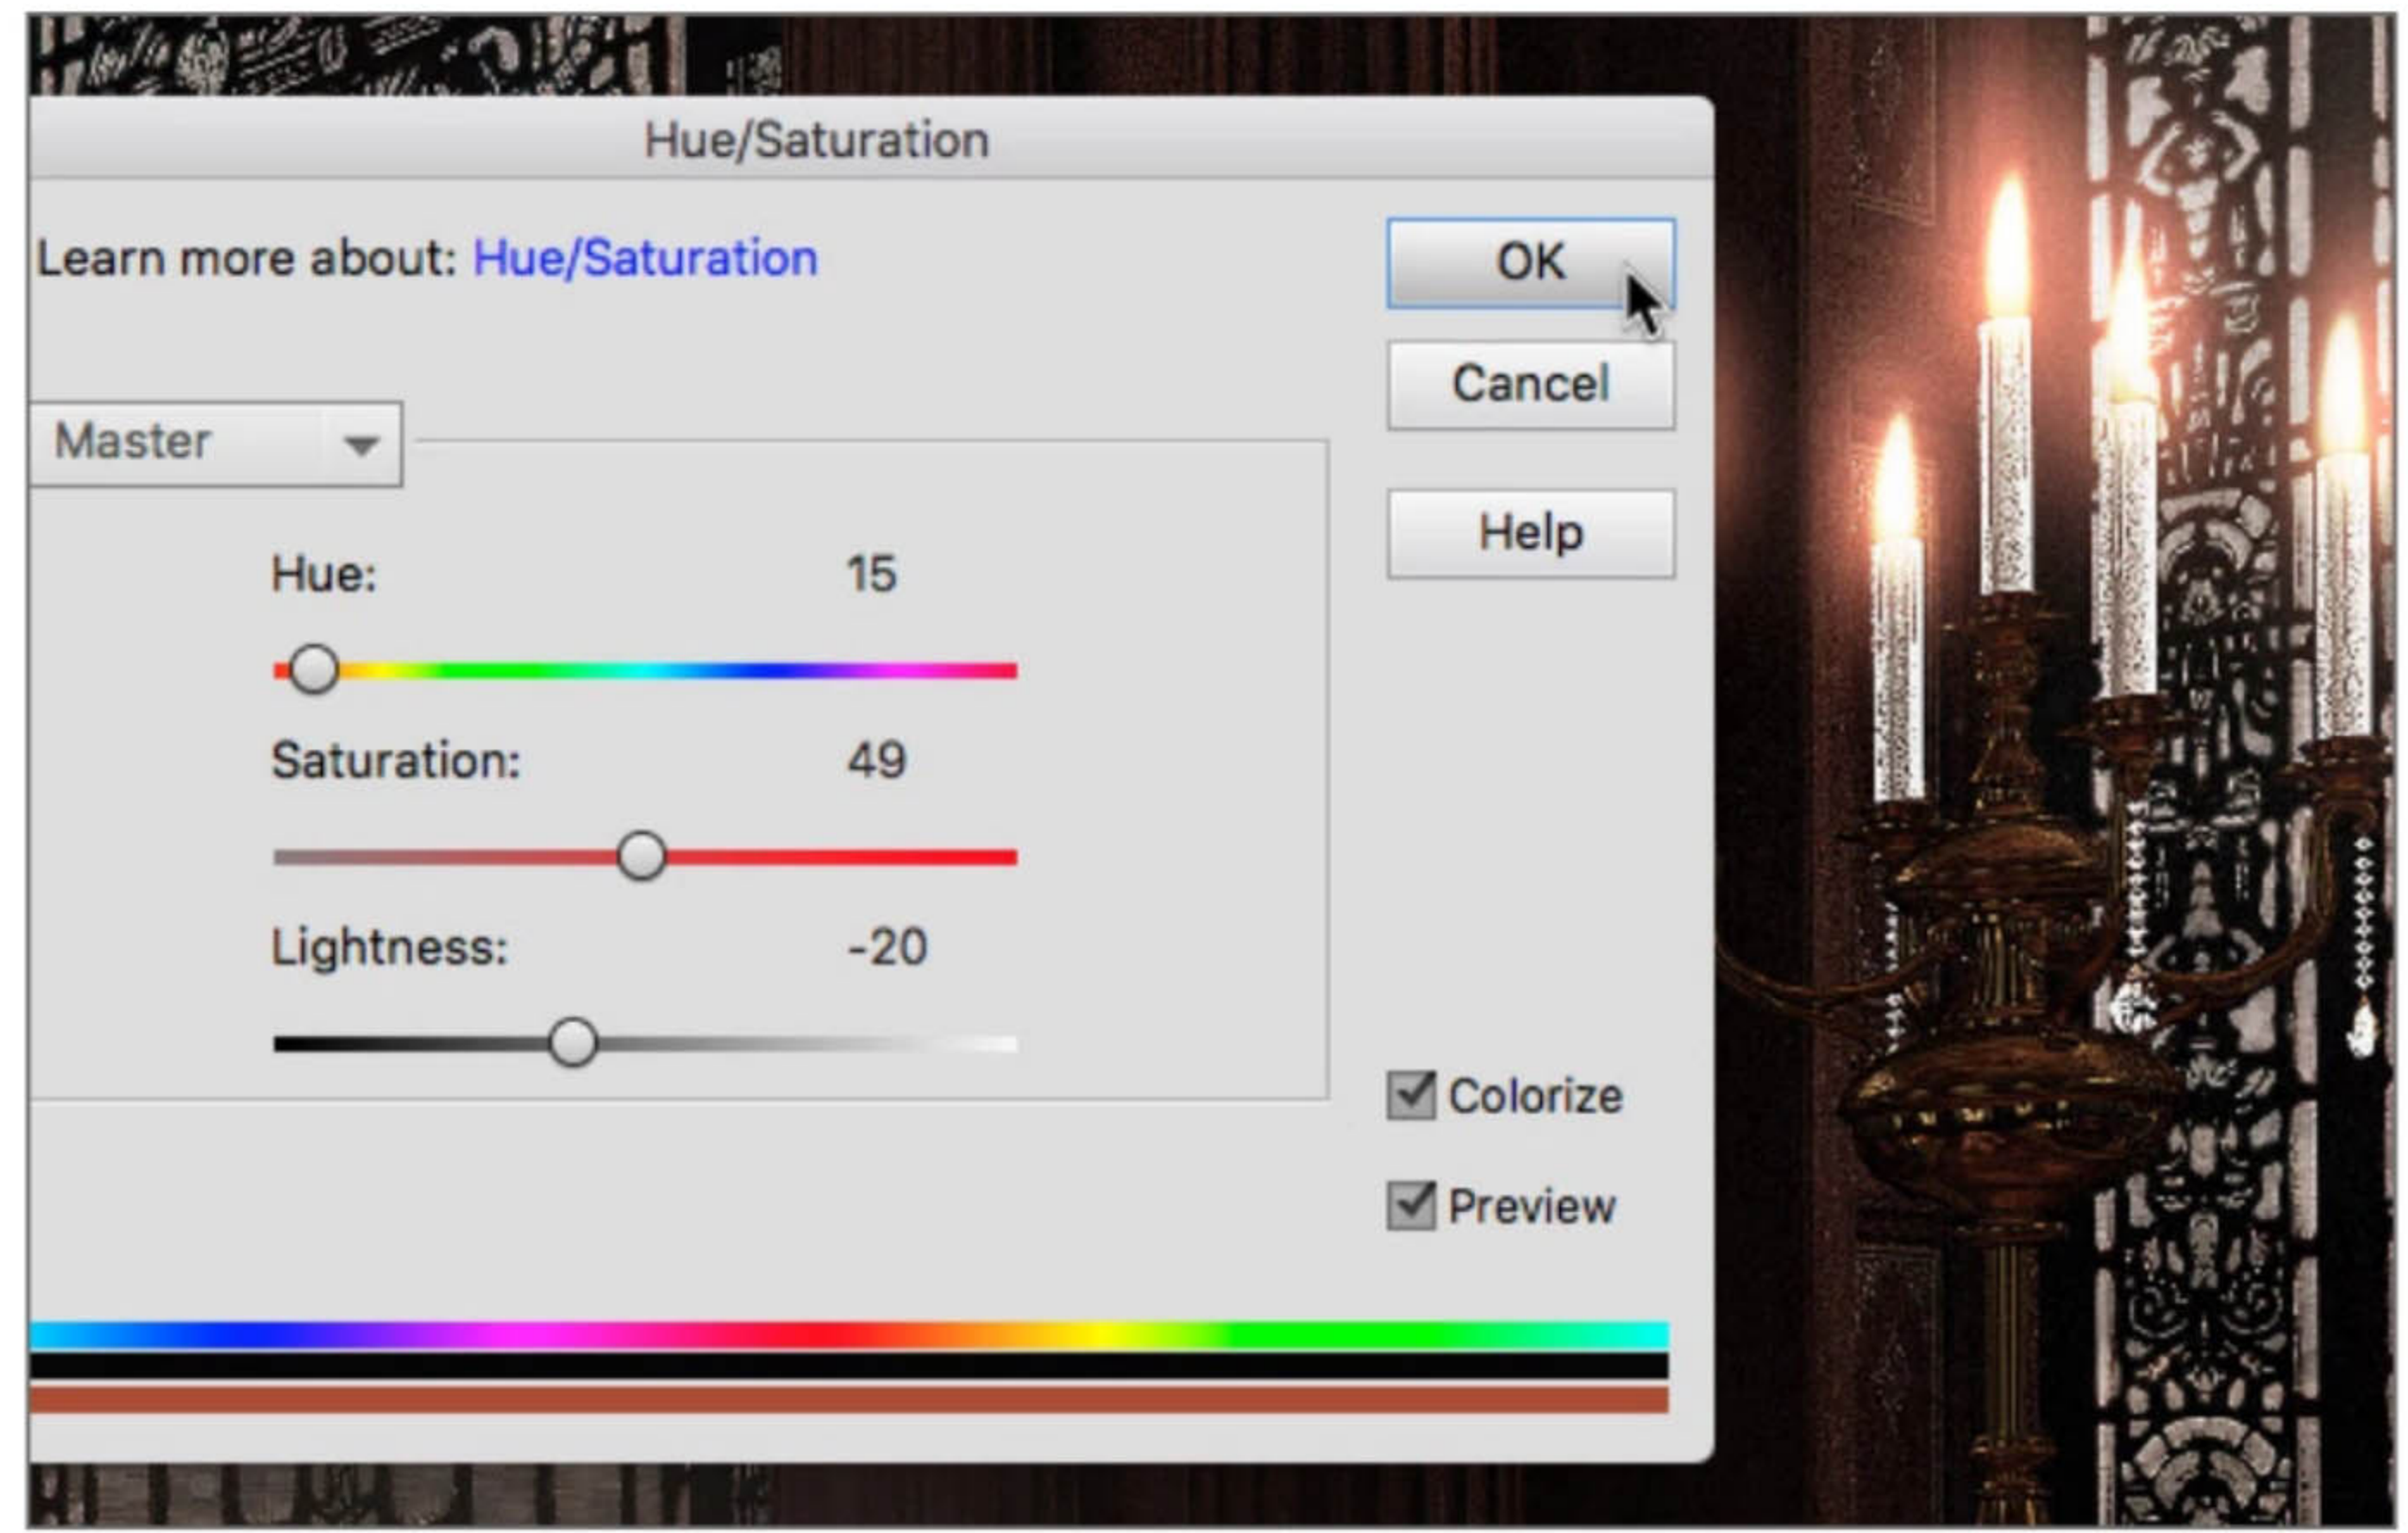 Hue/Saturation
Learn more about: Hue/Saturation
OK
Cancel
Master
Help
Hue: 15
Saturation: 49
Lightness: -20
Colorize
Preview